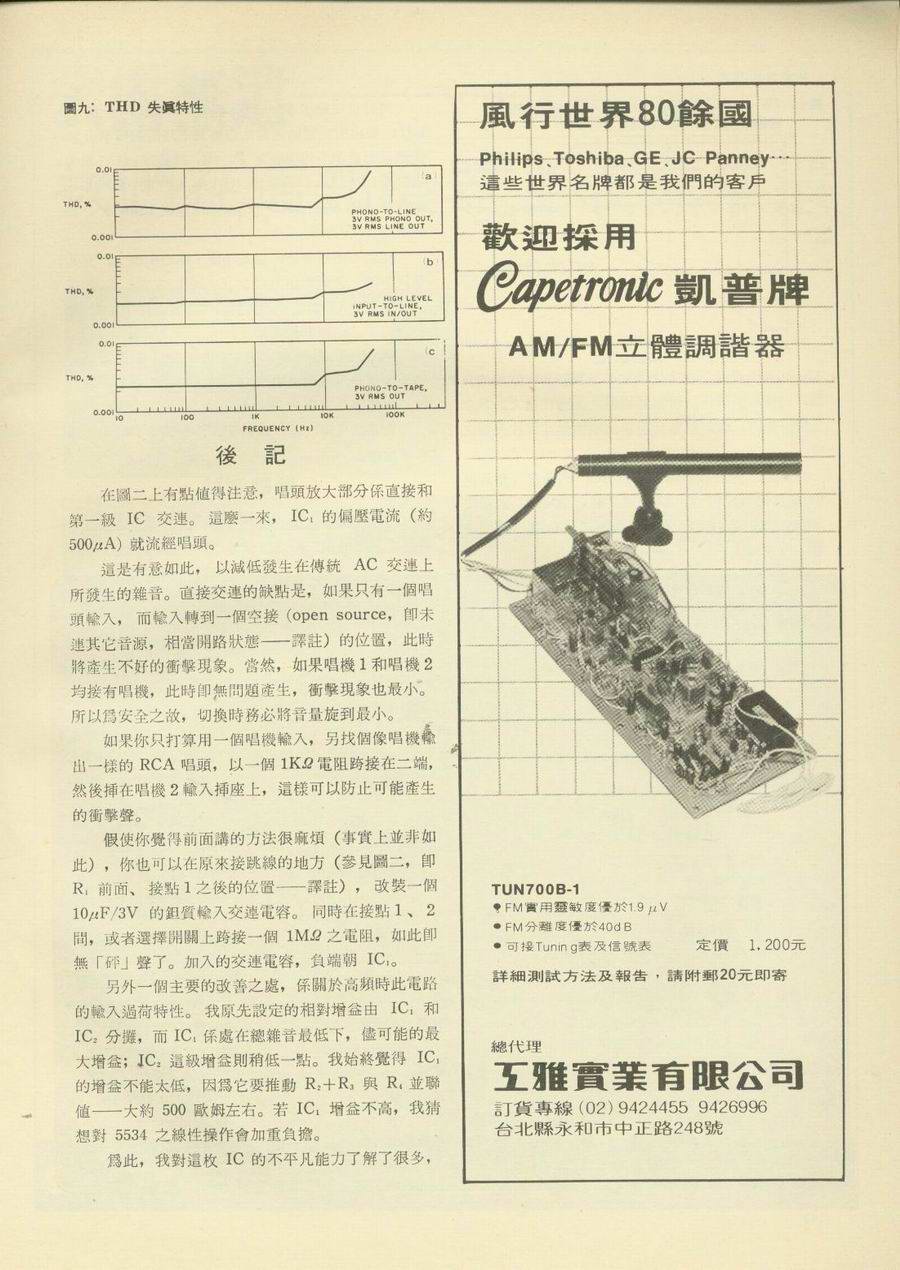 圖九: THD 失眞特性
0.01
(a)
THD, %
PHONO-TO-LINE
3V RMS PHONO OUT,
3V RMS LINE OUT
0.001
0.01
(b)
THD, %
HIGH LEVEL
INPUT-TO-LINE,
3V RMS IN/OUT
0.001
0.01
(c)
THD, %
PHONO-TO-TAPE,
3V RMS OUT
0.001
10 100 1K 10K 100K
FREQUENCY (Hz)
後 記
在圖二上有點値得注意，唱頭放大部分係直接和
第一級 IC 交連。這麼一來，IC₁ 的偏壓電流（約
500μA）就流經唱頭。
這是有意如此，以減低發生在傳統 AC 交連上
所發生的雜音。直接交連的缺點是，如果只有一個唱
頭輸入，而輸入轉到一個空接（open source，卽未
連其它音源，相當開路狀態——譯註）的位置，此時
將產生不好的衝擊現象。當然，如果唱機1和唱機2
均接有唱機，此時卽無問題產生，衝擊現象也最小。
所以爲安全之故，切換時務必將音量旋到最小。
如果你只打算用一個唱機輸入，另找個像唱機輸
出一樣的 RCA 唱頭，以一個 1KΩ 電阻跨接在二端，
然後揷在唱機2輸入揷座上，這樣可以防止可能產生
的衝擊聲。
假使你覺得前面講的方法很麻煩（事實上並非如
此），你也可以在原來接跳線的地方（參見圖二，卽
R₁ 前面、接點1之後的位置——譯註），改裝一個
10μF/3V 的鉭質輸入交連電容。同時在接點1、2
間，或者選擇開關上跨接一個 1MΩ 之電阻，如此卽
無「砰」聲了。加入的交連電容，負端朝 IC₁。
另外一個主要的改善之處，係關於高頻時此電路
的輸入過荷特性。我原先設定的相對增益由 IC₁ 和
IC₂ 分攤，而 IC₁ 係處在總雜音最低下，儘可能的最
大增益；IC₂ 這級增益則稍低一點。我始終覺得 IC₁
的增益不能太低，因爲它要推動 R₂+R₃ 與 R₄ 並聯
値——大約 500 歐姆左右。若 IC₁ 增益不高，我猜
想對 5534 之線性操作會加重負擔。
爲此，我對這枚 IC 的不平凡能力了解了很多，
風行世界80餘國
Philips、Toshiba、GE、JC Panney…
這些世界名牌都是我們的客戶
歡迎採用
Capetronic 凱普牌
AM/FM立體調諧器
TUN700B-1
● FM實用靈敏度優於1.9 μV
● FM分離度優於40dB
● 可接Tuning表及信號表 定價 1,200元
詳細測試方法及報告，請附郵20元即寄
總代理
工雅實業有限公司
訂貨專線(02)9424455 9426996
台北縣永和市中正路248號